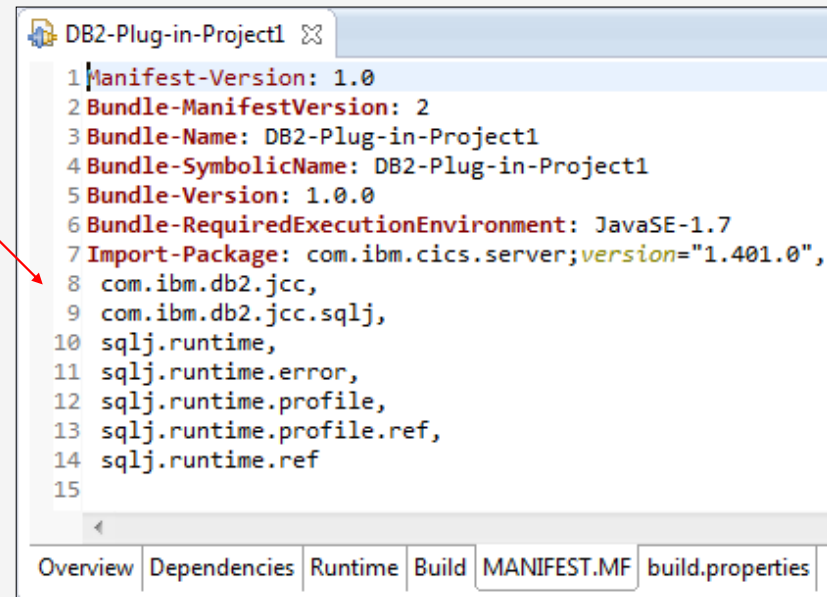 DB2-Plug-in-Project1
1 Manifest-Version: 1.0
2 Bundle-ManifestVersion: 2
3 Bundle-Name: DB2-Plug-in-Project1
4 Bundle-SymbolicName: DB2-Plug-in-Project1
5 Bundle-Version: 1.0.0
6 Bundle-RequiredExecutionEnvironment: JavaSE-1.7
7 Import-Package: com.ibm.cics.server;version="1.401.0",
8 com.ibm.db2.jcc,
9 com.ibm.db2.jcc.sqlj,
10 sqlj.runtime,
11 sqlj.runtime.error,
12 sqlj.runtime.profile,
13 sqlj.runtime.profile.ref,
14 sqlj.runtime.ref
15
Overview Dependencies Runtime Build MANIFEST.MF build.properties